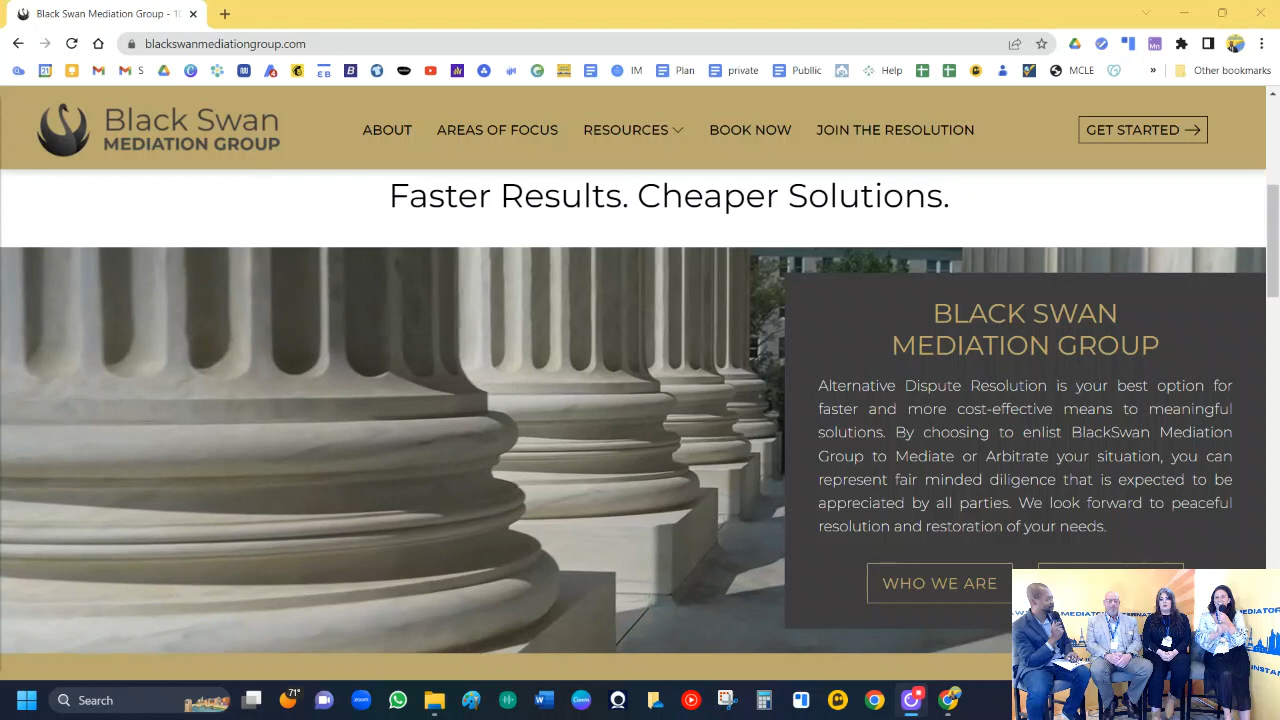 Black Swan Mediation Group - 1
blackswanmediationgroup.com
S
IM
Plan
private
Publlic
Help
MCLE
»
Other bookmarks
Black Swan
MEDIATION GROUP
ABOUT
AREAS OF FOCUS
RESOURCES
BOOK NOW
JOIN THE RESOLUTION
GET STARTED
Faster Results. Cheaper Solutions.
BLACK SWAN
MEDIATION GROUP
Alternative Dispute Resolution is your best option for
faster and more cost-effective means to meaningful
solutions. By choosing to enlist BlackSwan Mediation
Group to Mediate or Arbitrate your situation, you can
represent fair minded diligence that is expected to be
appreciated by all parties. We look forward to peaceful
resolution and restoration of your needs.
WHO WE ARE
MEDIATOR
MEDIATOR
INSTA
Search
71°